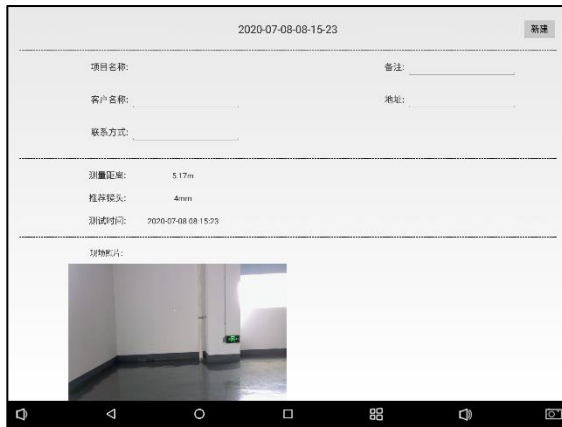 2020-07-08-08-15-23
新建
项目名称:
备注:
客户名称:
地址:
联系方式:
测量距离: 5.17m
推荐接头: 4mm
测试时间: 2020-07-08 08:15:23
现场照片: